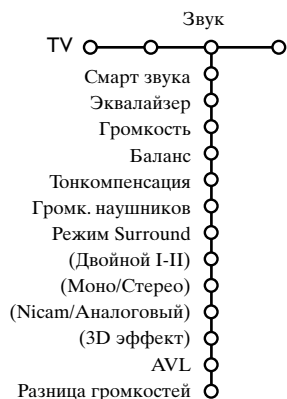 Звук
TV
Смарт звука
Эквалайзер
Громкость
Баланс
Тонкомпенсация
Громк. наушников
Режим Surround
(Двойной I-II)
(Моно/Стерео)
(Nicam/Аналоговый)
(3D эффект)
AVL
Разница громкостей